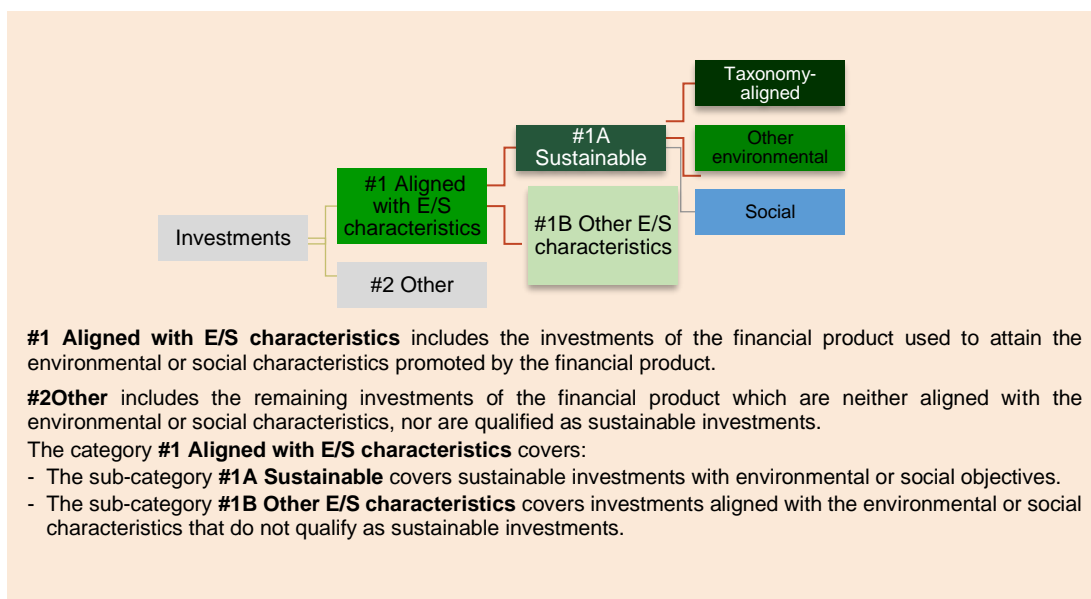 Taxonomy-
aligned
#1A
Sustainable
Other
environmental
#1 Aligned
with E/S
characteristics
Social
#1B Other E/S
characteristics
Investments
#2 Other
#1 Aligned with E/S characteristics includes the investments of the financial product used to attain the
environmental or social characteristics promoted by the financial product.
#2Other includes the remaining investments of the financial product which are neither aligned with the
environmental or social characteristics, nor are qualified as sustainable investments.
The category #1 Aligned with E/S characteristics covers:
- The sub-category #1A Sustainable covers sustainable investments with environmental or social objectives.
- The sub-category #1B Other E/S characteristics covers investments aligned with the environmental or social
characteristics that do not qualify as sustainable investments.